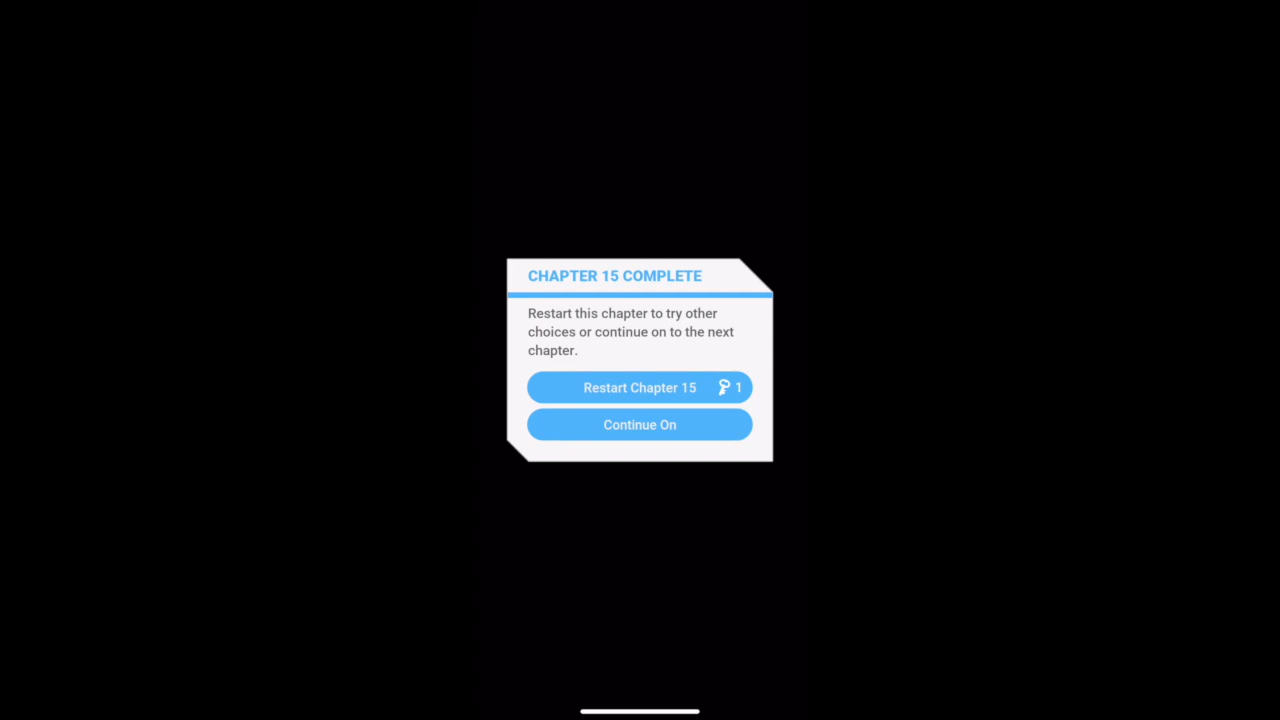 CHAPTER 15 COMPLETE
Restart this chapter to try other
choices or continue on to the next
chapter.
Restart Chapter 15 1
Continue On